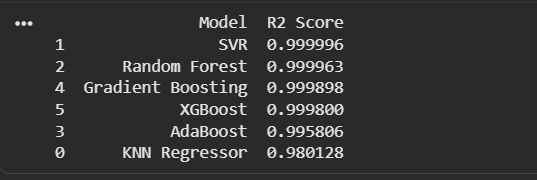 Model R2 Score
1 SVR 0.999996
2 Random Forest 0.999963
4 Gradient Boosting 0.999898
5 XGBoost 0.999800
3 AdaBoost 0.995806
0 KNN Regressor 0.980128